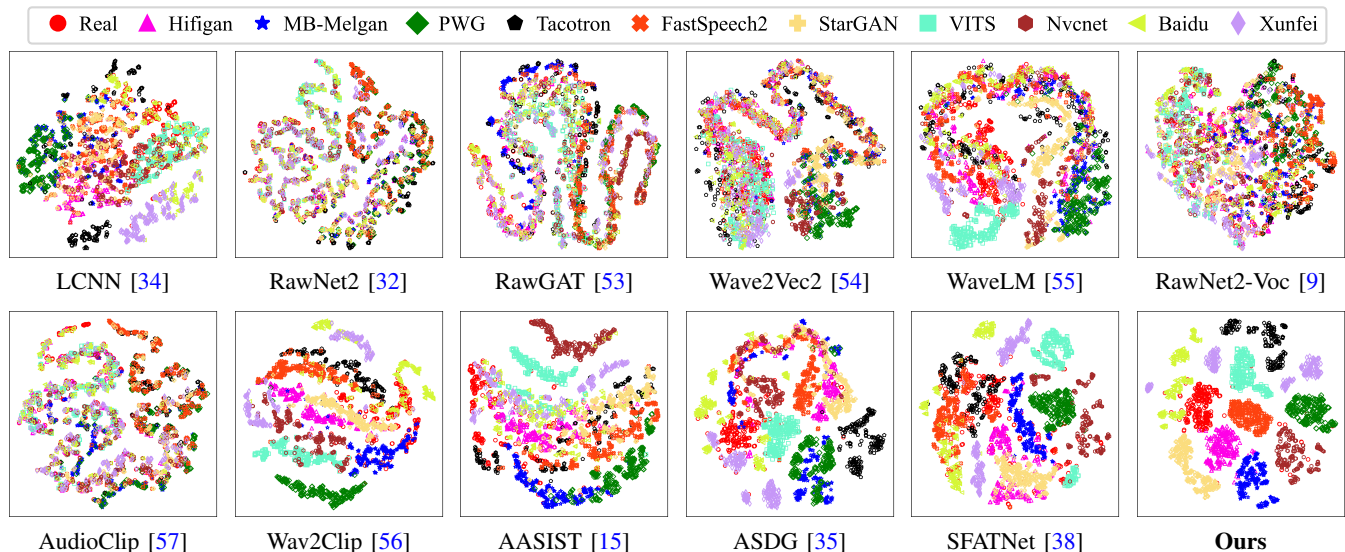 Real Hifigan MB-Melgan PWG Tacotron FastSpeech2 StarGAN VITS Nvcnet Baidu Xunfei
LCNN [34] RawNet2 [32] RawGAT [53] Wave2Vec2 [54] WaveLM [55] RawNet2-Voc [9]
AudioClip [57] Wav2Clip [56] AASIST [15] ASDG [35] SFATNet [38] Ours